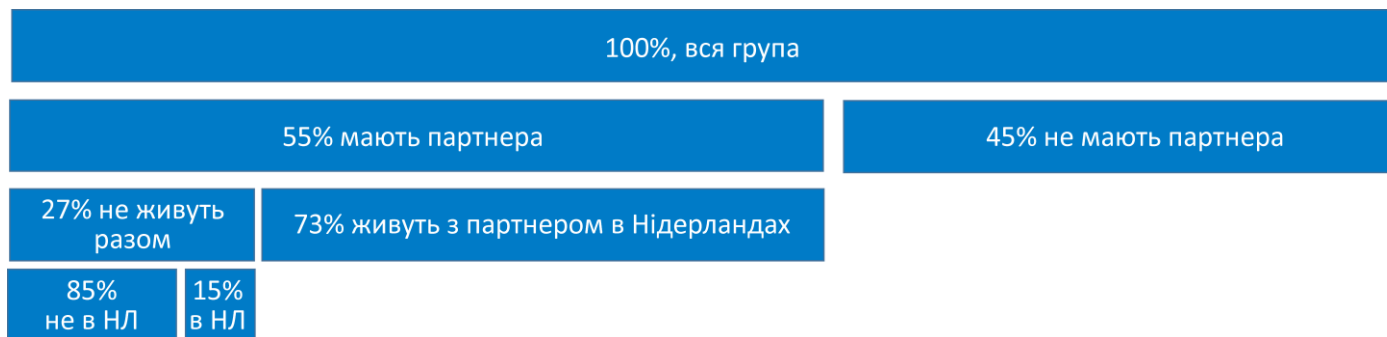 100%, вся група
55% мають партнера
45% не мають партнера
27% не живуть
разом
73% живуть з партнером в Нідерландах
85%
не в НЛ
15%
в НЛ